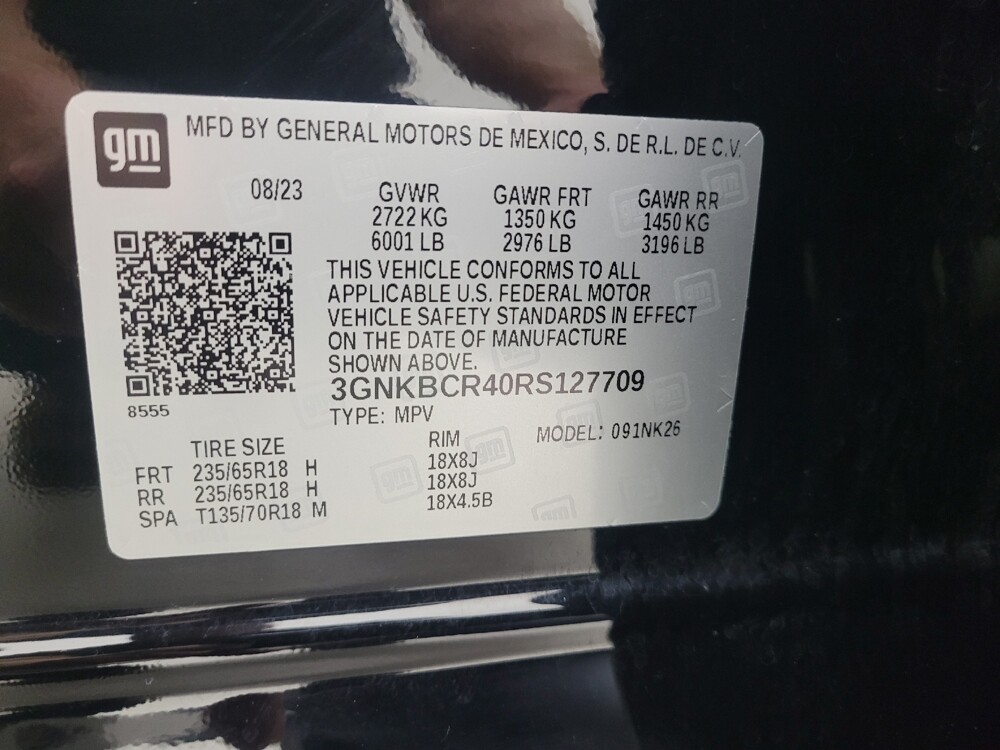 gm MFD BY GENERAL MOTORS DE MEXICO, S. DE R.L. DE C.V.
08/23 GVWR GAWR FRT GAWR RR
2722 KG 1350 KG 1450 KG
6001 LB 2976 LB 3196 LB
THIS VEHICLE CONFORMS TO ALL
APPLICABLE U.S. FEDERAL MOTOR
VEHICLE SAFETY STANDARDS IN EFFECT
ON THE DATE OF MANUFACTURE
SHOWN ABOVE.
3GNKBCR40RS127709
8555
TYPE: MPV
TIRE SIZE RIM MODEL: 091NK26
FRT 235/65R18 H 18X8J
RR 235/65R18 H 18X8J
SPA T135/70R18 M 18X4.5B